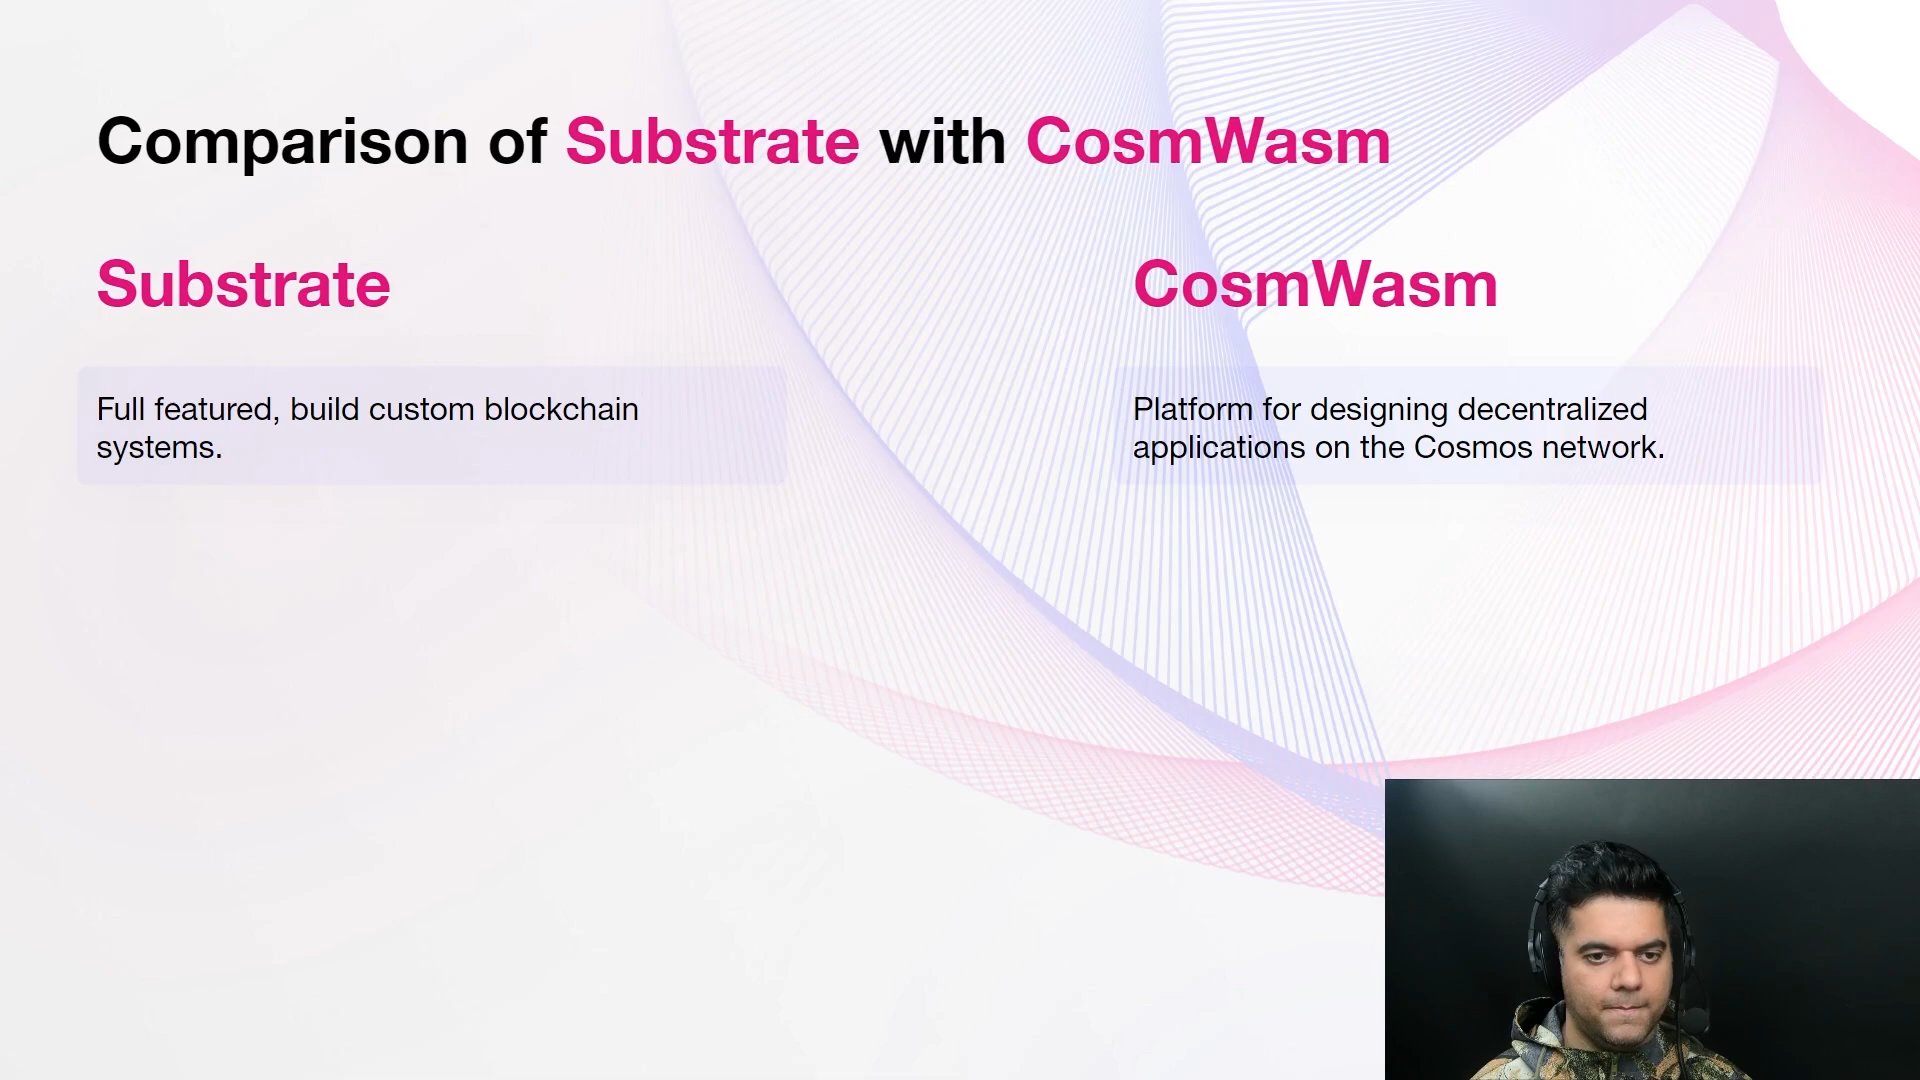 Comparison of Substrate with CosmWasm
Substrate
Full featured, build custom blockchain
systems.
CosmWasm
Platform for designing decentralized
applications on the Cosmos network.